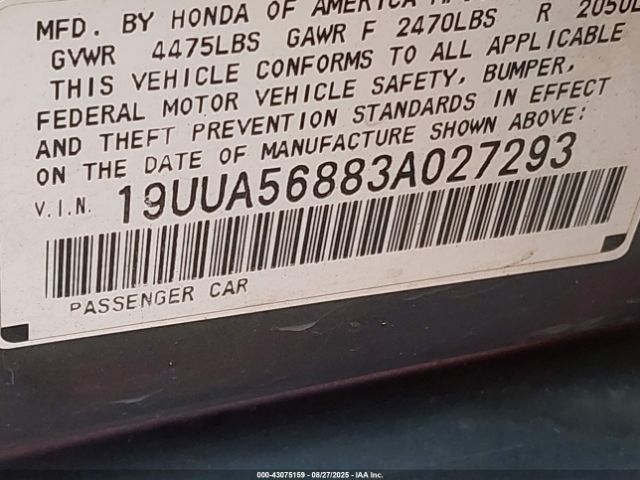 MFD. BY HONDA OF AMERICA
GVWR 4475LBS GAWR F 2470LBS R 2050L
THIS VEHICLE CONFORMS TO ALL APPLICABLE
FEDERAL MOTOR VEHICLE SAFETY, BUMPER,
AND THEFT PREVENTION STANDARDS IN EFFECT
ON THE DATE OF MANUFACTURE SHOWN ABOVE:
V.I.N. 19UUA56883A027293
PASSENGER CAR
000-43075159 - 08/27/2025 - IAA Inc.